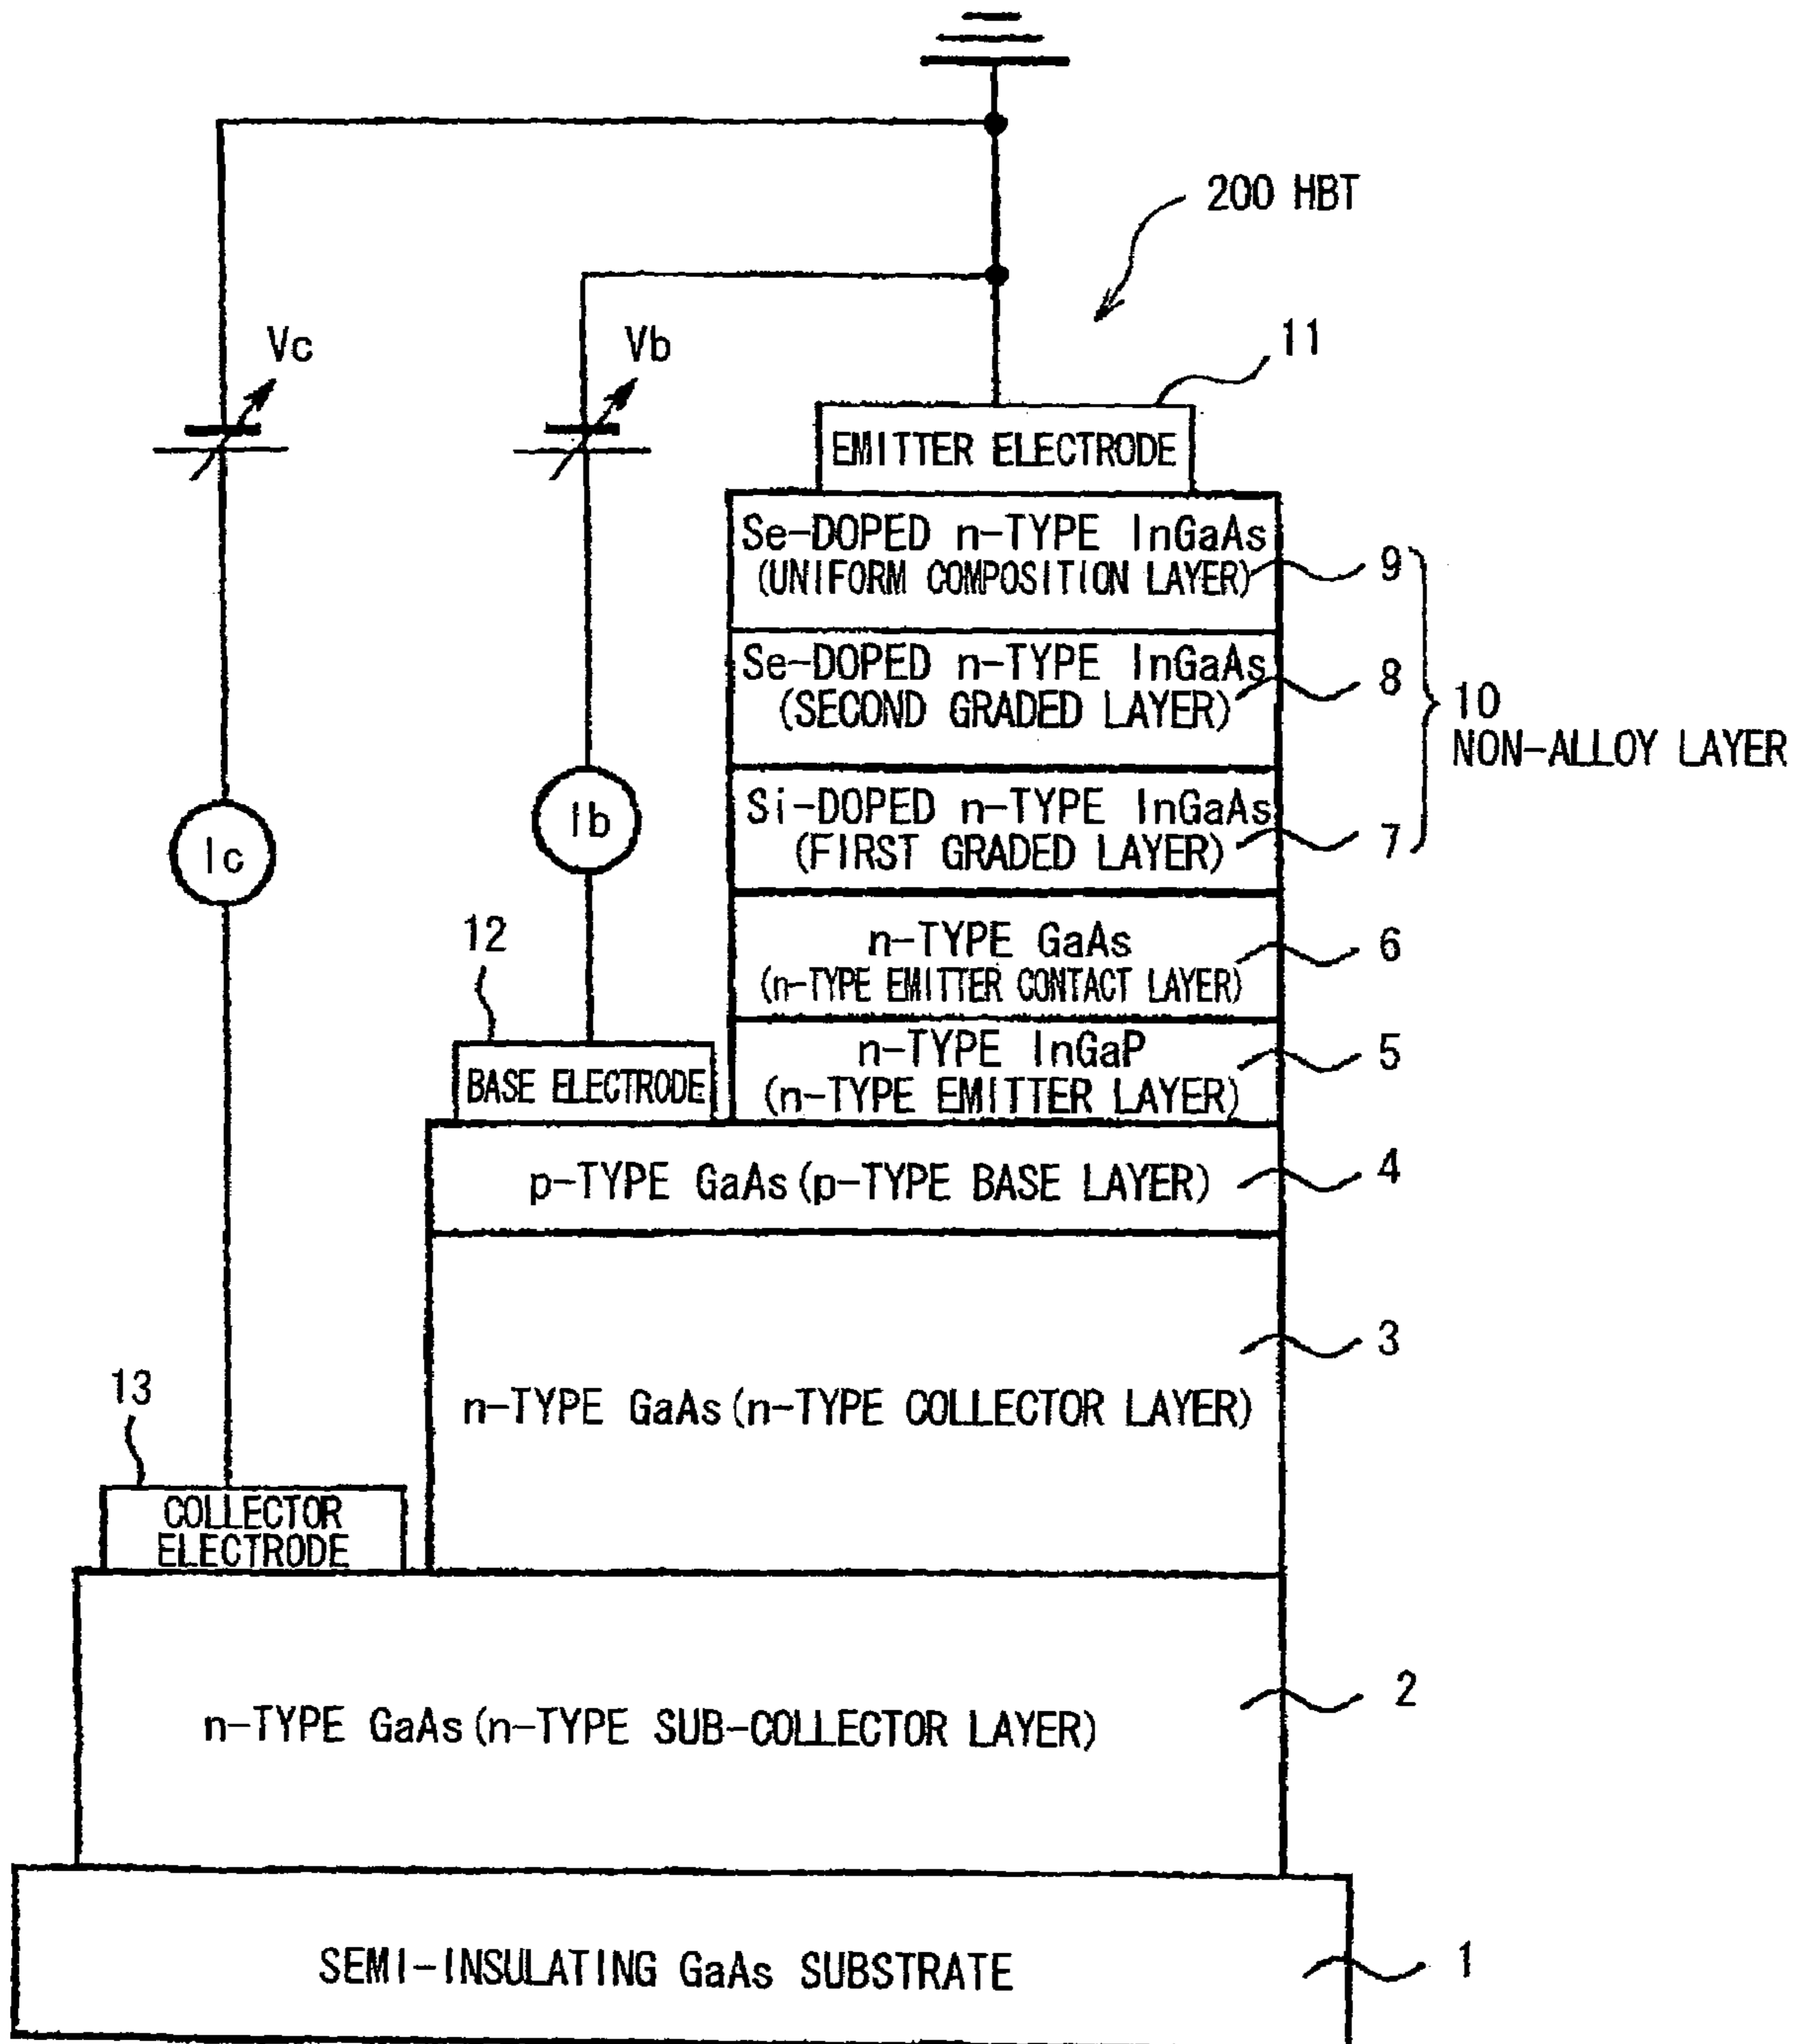 200 HBT
Vc
Vb
11
EMITTER ELECTRODE
Se-DOPED n-TYPE InGaAs
(UNIFORM COMPOSITION LAYER)
9
Se-DOPED n-TYPE InGaAs
(SECOND GRADED LAYER)
8
10
NON-ALLOY LAYER
Si-DOPED n-TYPE InGaAs
(FIRST GRADED LAYER)
7
Ic
Ib
n-TYPE GaAs
(n-TYPE EMITTER CONTACT LAYER)
6
12
BASE ELECTRODE
n-TYPE InGaP
(n-TYPE EMITTER LAYER)
5
p-TYPE GaAs(p-TYPE BASE LAYER)
4
3
n-TYPE GaAs(n-TYPE COLLECTOR LAYER)
13
COLLECTOR
ELECTRODE
2
n-TYPE GaAs(n-TYPE SUB-COLLECTOR LAYER)
SEMI-INSULATING GaAs SUBSTRATE
1